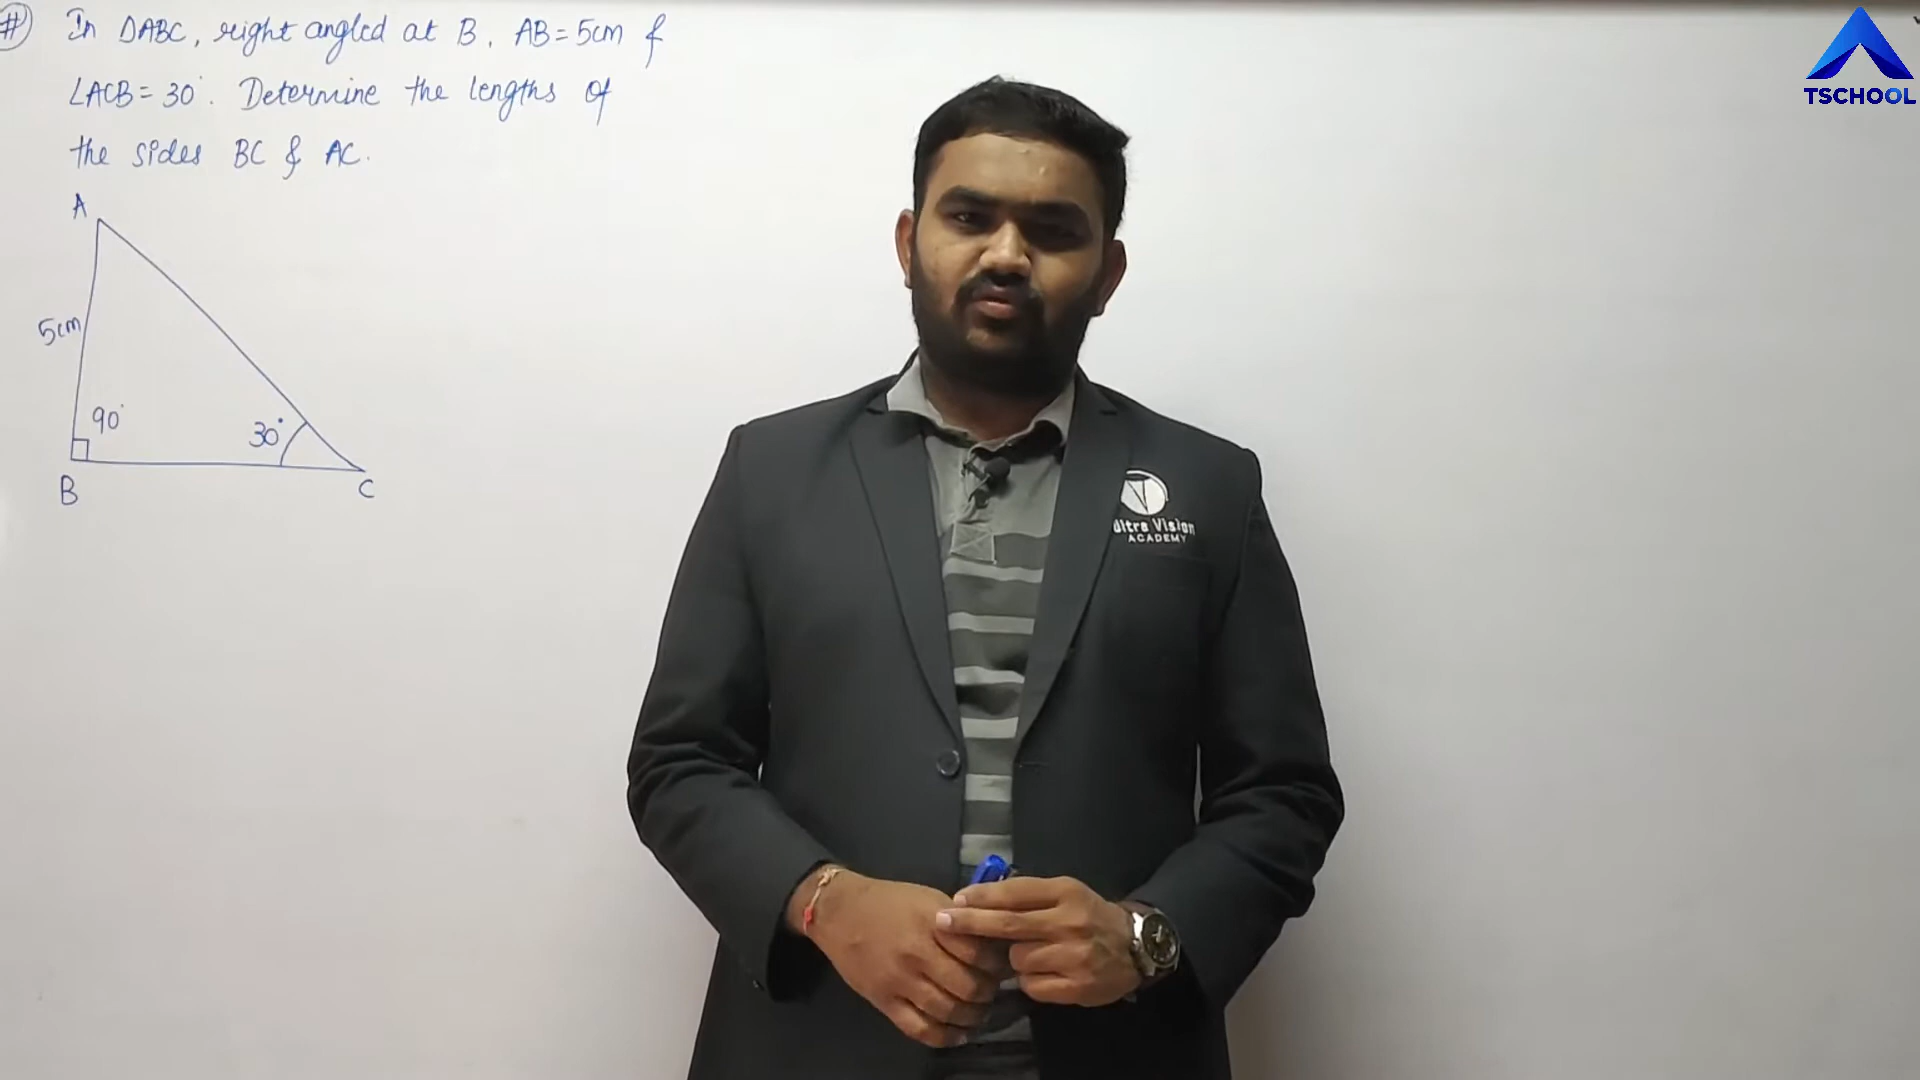 # In ΔABC, right angled at B, AB = 5cm &
∠ACB = 30°. Determine the lengths of
the sides BC & AC.
A
5cm
90°
30°
B
C
TSCHOOL
Ultra Vision
ACADEMY